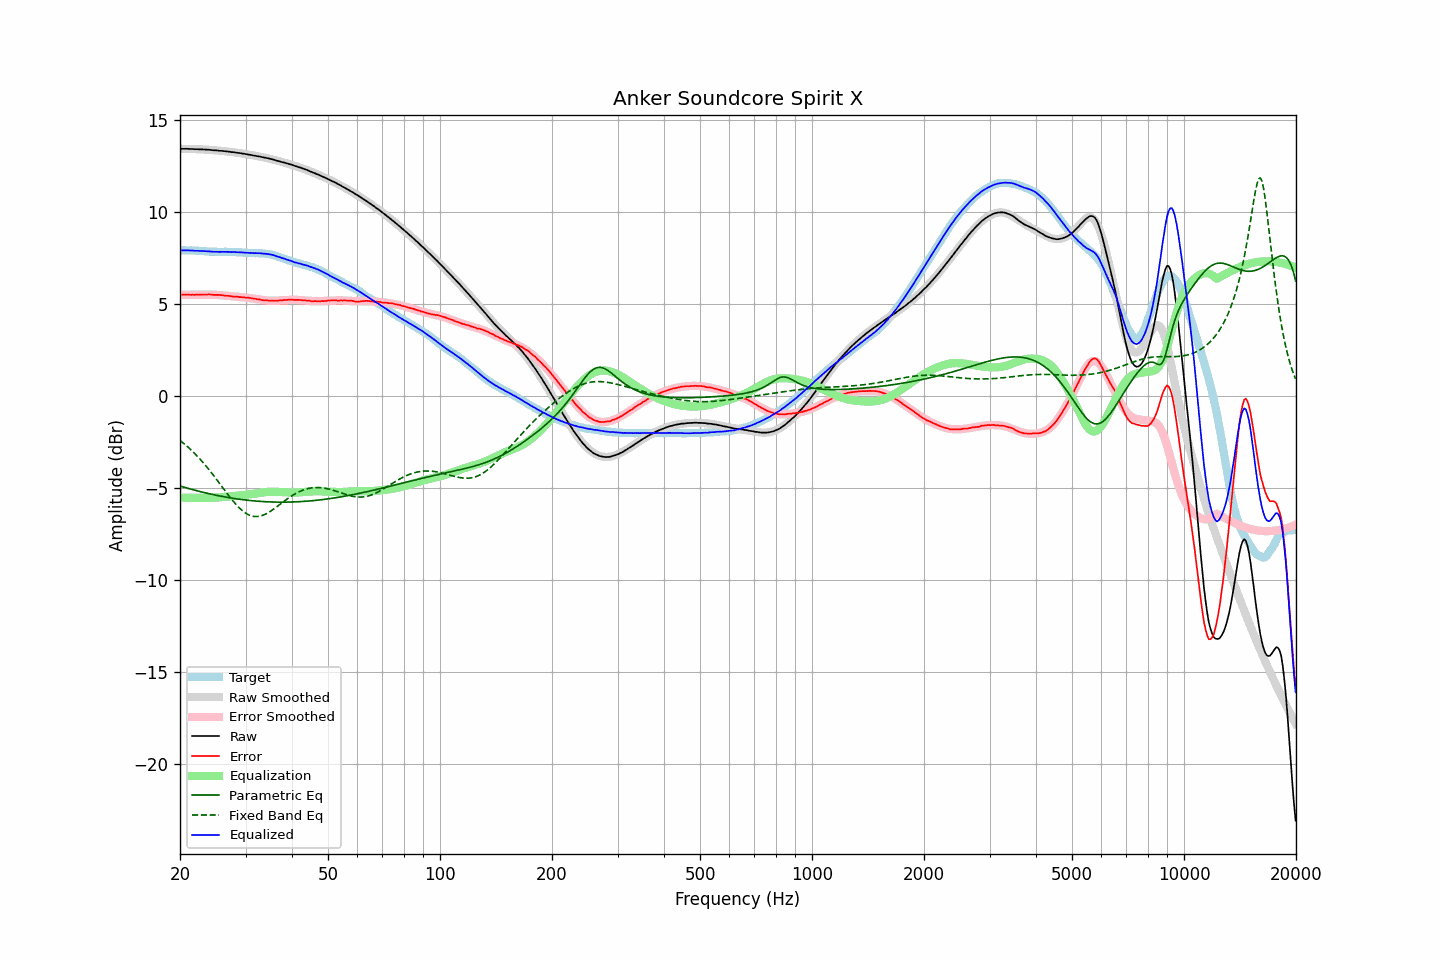 Anker Soundcore Spirit X
Amplitude (dBr)
15
10
5
0
−5
−10
−15
−20
Target
Raw Smoothed
Error Smoothed
Raw
Error
Equalization
Parametric Eq
Fixed Band Eq
Equalized
20 50 100 200 500 1000 2000 5000 10000 20000
Frequency (Hz)